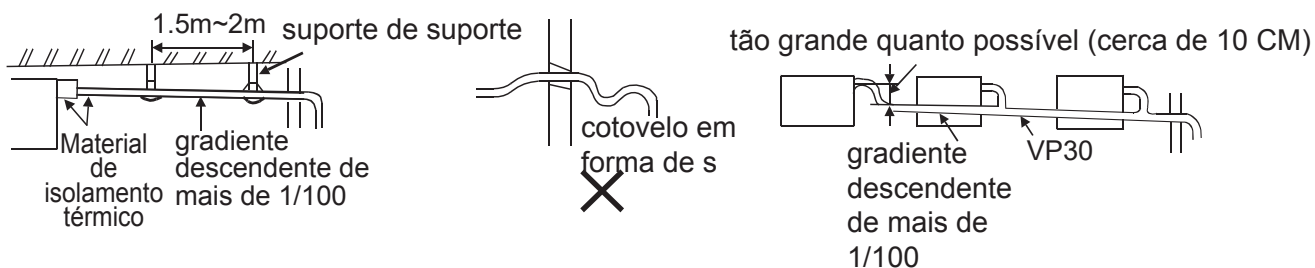 1.5m~2m
suporte de suporte
Material
de
isolamento
térmico
gradiente
descendente de
mais de 1/100
cotovelo em
forma de s
tão grande quanto possível (cerca de 10 CM)
gradiente
descendente
de mais de
1/100
VP30